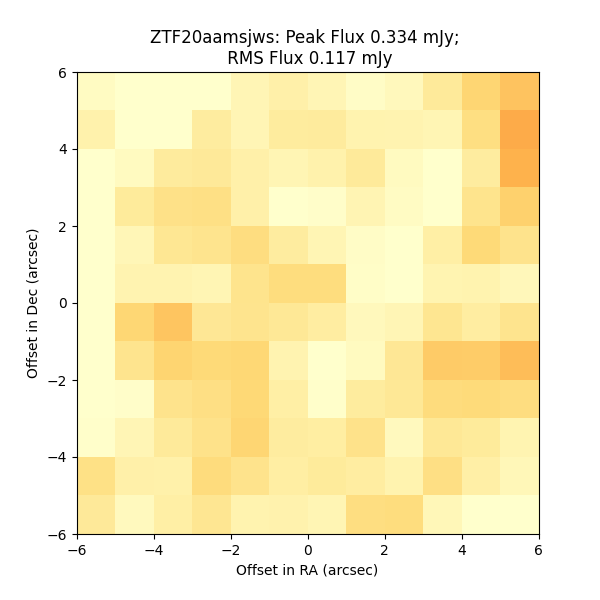 ZTF20aamsjws: Peak Flux 0.334 mJy;
RMS Flux 0.117 mJy
6
4
2
0
−2
−4
−6
Offset in Dec (arcsec)
−6 −4 −2 0 2 4 6
Offset in RA (arcsec)